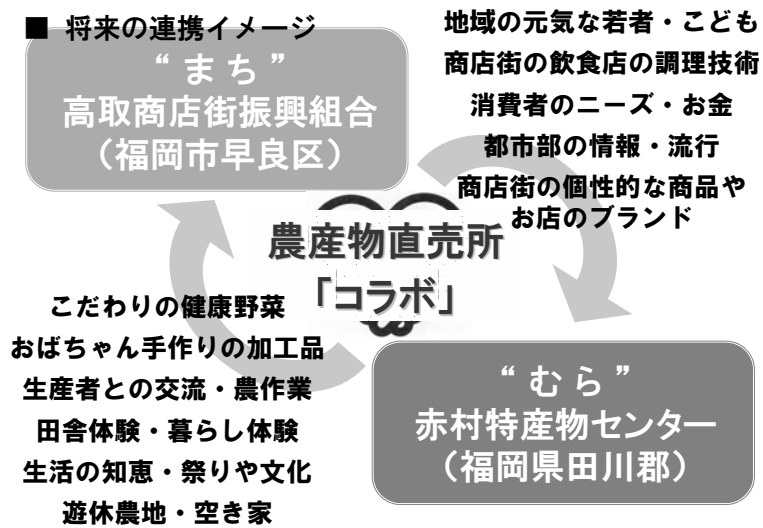 ■ 将来の連携イメージ
“まち”
高取商店街振興組合
（福岡市早良区）
地域の元気な若者・こども
商店街の飲食店の調理技術
消費者のニーズ・お金
都市部の情報・流行
商店街の個性的な商品や
お店のブランド
農産物直売所
「コラボ」
こだわりの健康野菜
おばちゃん手作りの加工品
生産者との交流・農作業
田舎体験・暮らし体験
生活の知恵・祭りや文化
遊休農地・空き家
“むら”
赤村特産物センター
（福岡県田川郡）